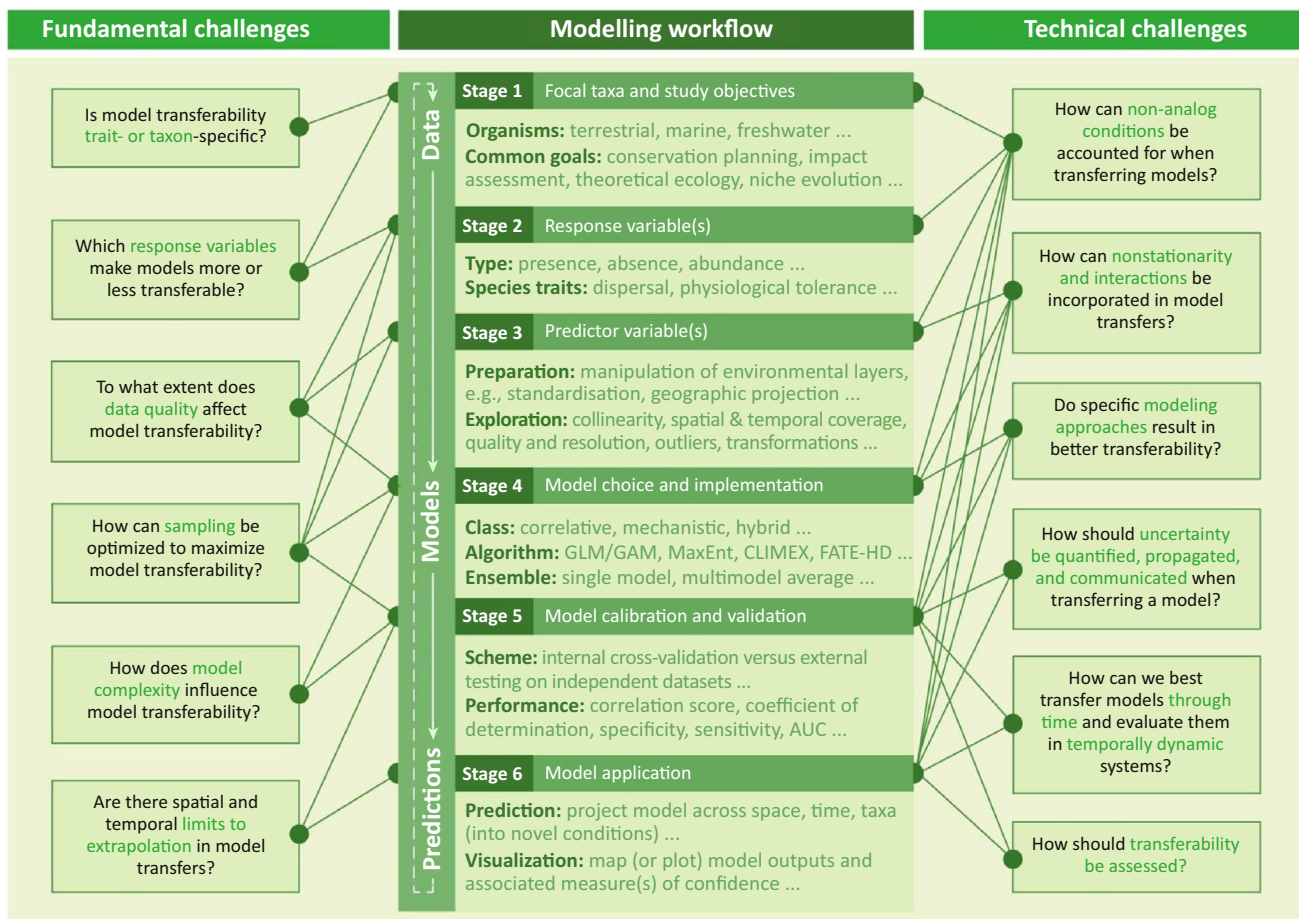 Fundamental challenges
Modelling workflow
Technical challenges
Is model transferability
trait- or taxon-specific?
Which response variables
make models more or
less transferable?
To what extent does
data quality affect
model transferability?
How can sampling be
optimized to maximize
model transferability?
How does model
complexity influence
model transferability?
Are there spatial and
temporal limits to
extrapolation in model
transfers?
Data
Models
Predictions
Stage 1 Focal taxa and study objectives
Organisms: terrestrial, marine, freshwater ...
Common goals: conservation planning, impact
assessment, theoretical ecology, niche evolution ...
Stage 2 Response variable(s)
Type: presence, absence, abundance ...
Species traits: dispersal, physiological tolerance ...
Stage 3 Predictor variable(s)
Preparation: manipulation of environmental layers,
e.g., standardisation, geographic projection ...
Exploration: collinearity, spatial & temporal coverage,
quality and resolution, outliers, transformations ...
Stage 4 Model choice and implementation
Class: correlative, mechanistic, hybrid ...
Algorithm: GLM/GAM, MaxEnt, CLIMEX, FATE-HD ...
Ensemble: single model, multimodel average ...
Stage 5 Model calibration and validation
Scheme: internal cross-validation versus external
testing on independent datasets ...
Performance: correlation score, coefficient of
determination, specificity, sensitivity, AUC ...
Stage 6 Model application
Prediction: project model across space, time, taxa
(into novel conditions) ...
Visualization: map (or plot) model outputs and
associated measure(s) of confidence ...
How can non-analog
conditions be
accounted for when
transferring models?
How can nonstationarity
and interactions be
incorporated in model
transfers?
Do specific modeling
approaches result in
better transferability?
How should uncertainty
be quantified, propagated,
and communicated when
transferring a model?
How can we best
transfer models through
time and evaluate them
in temporally dynamic
systems?
How should transferability
be assessed?